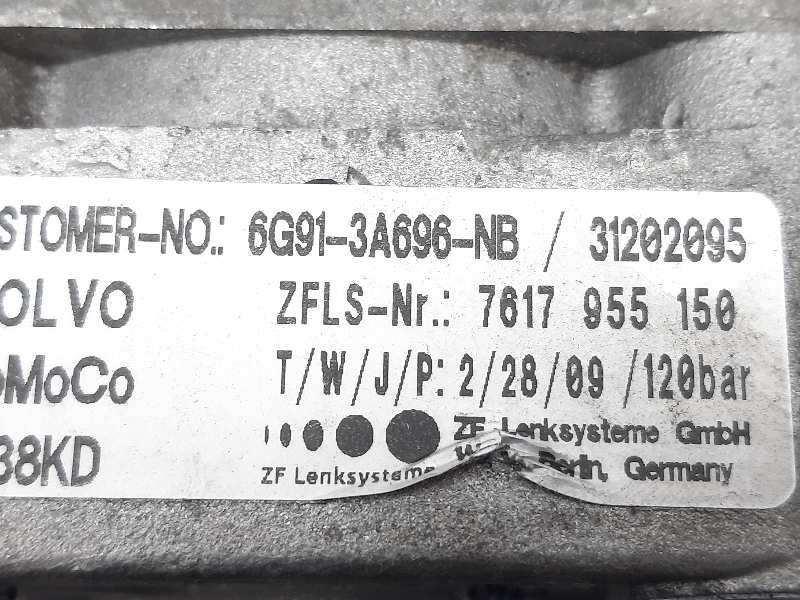 STOMER-NO.: 6G91-3A696-NB / 31202095
OLVO ZFLS-Nr.: 7617 955 150
oMoCo T/W/J/P: 2/28/09 /120bar
38KD ZF Lenksysteme GmbH
ZF Lenksysteme Berlin, Germany